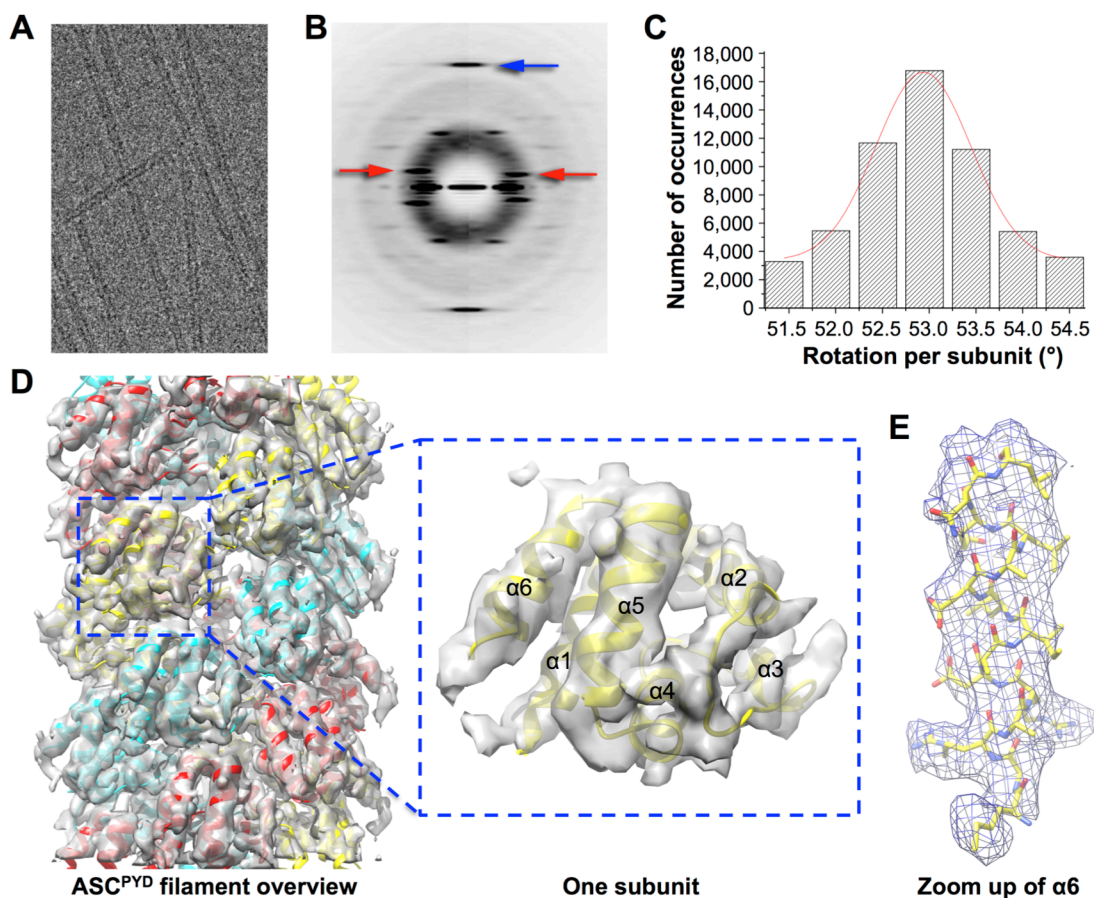 A
B
C
Number of occurrences
18,000
16,000
14,000
12,000
10,000
8,000
6,000
4,000
2,000
0
51.5 52.0 52.5 53.0 53.5 54.0 54.5
Rotation per subunit (°)
D
α6
α5
α2
α1
α4
α3
E
ASCPYD filament overview
One subunit
Zoom up of α6